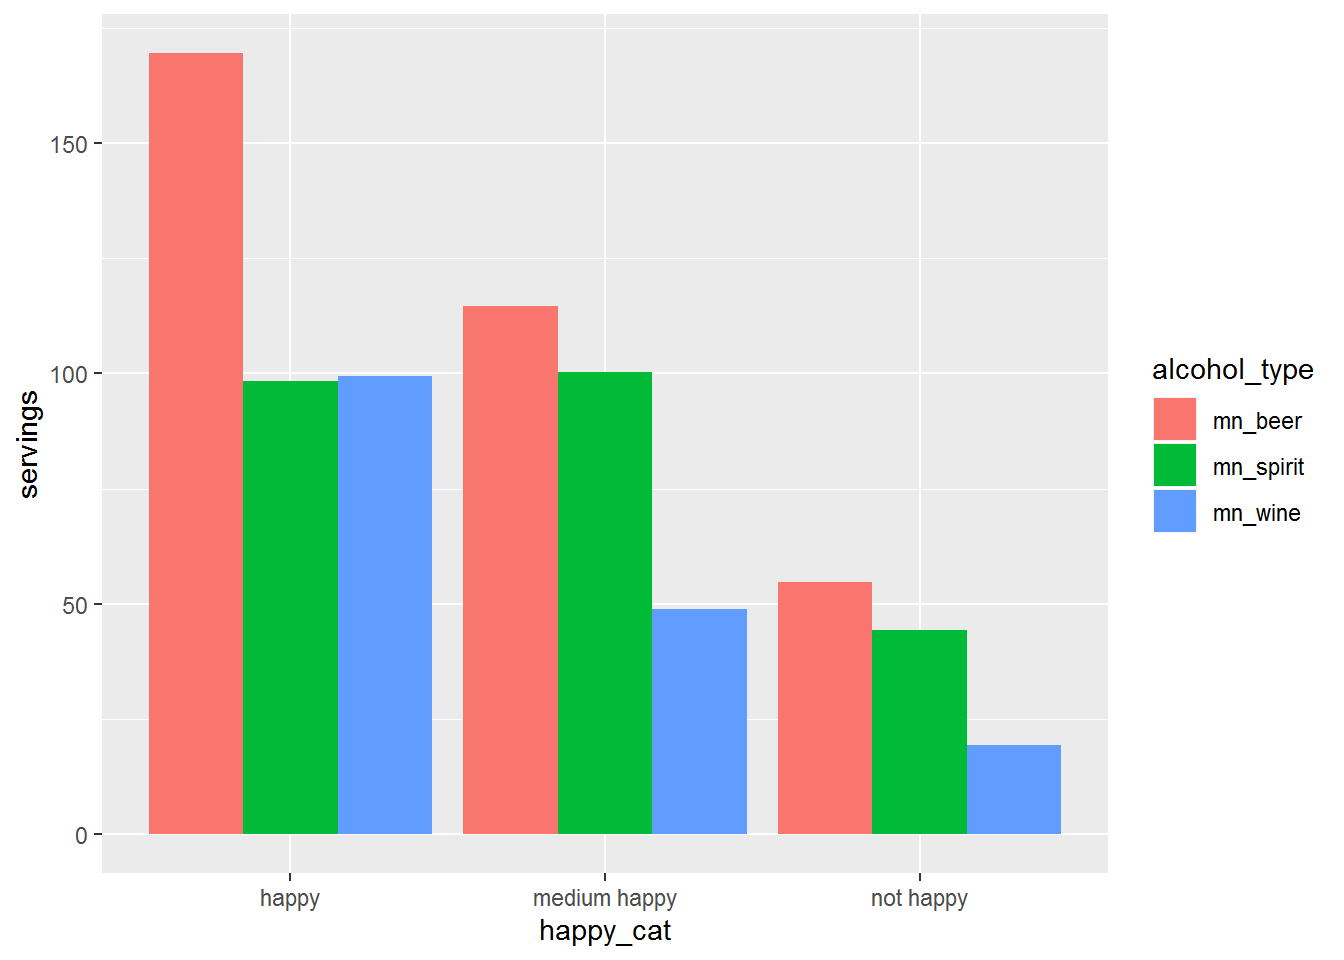 150
100
50
0
servings
happy
medium happy
not happy
happy_cat
alcohol_type
mn_beer
mn_spirit
mn_wine